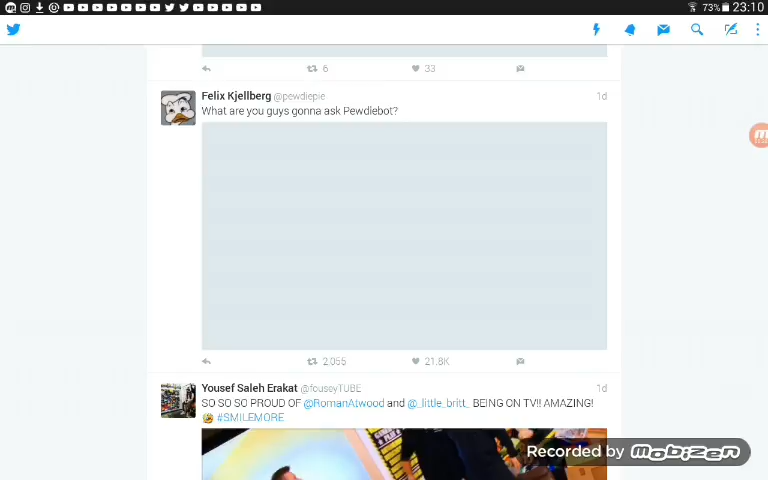 73% 23:10
6 33
Felix Kjellberg @pewdiepie 1d
What are you guys gonna ask Pewdiebot?
2,055 21.8K
Yousef Saleh Erakat @fouseyTUBE 1d
SO SO SO PROUD OF @RomanAtwood and @_little_britt_ BEING ON TV!! AMAZING!
#SMILEMORE
Recorded by mobizen